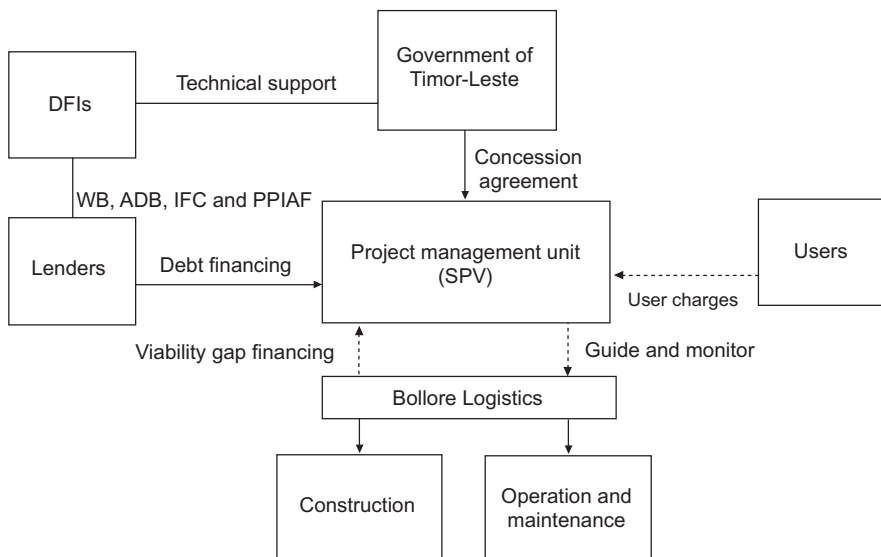 Government of
Timor-Leste
DFIs
Technical support
Concession
agreement
WB, ADB, IFC and PPIAF
Lenders
Debt financing
Project management unit
(SPV)
Users
User charges
Viability gap financing
Guide and monitor
Bollore Logistics
Construction
Operation and
maintenance